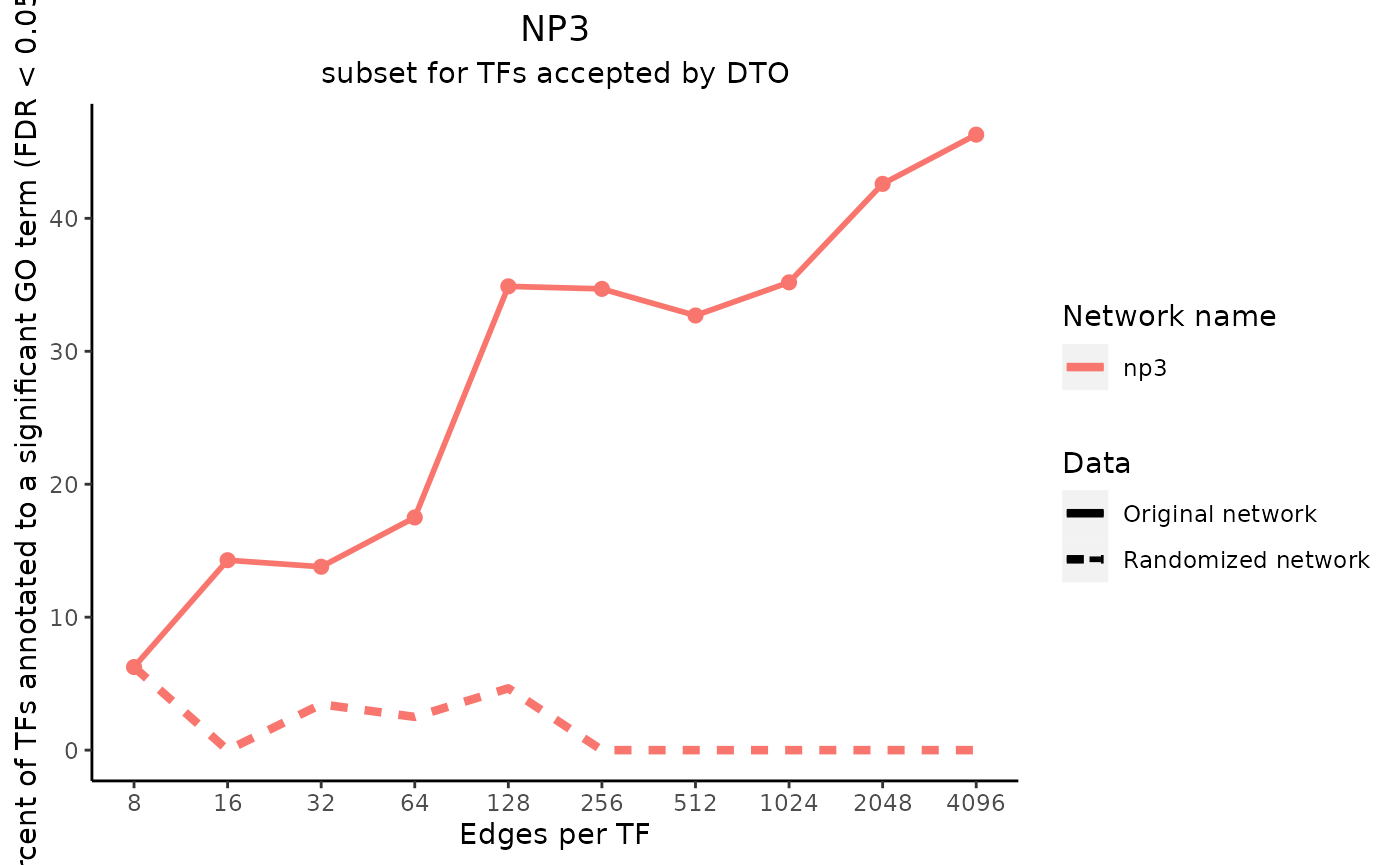 NP3
subset for TFs accepted by DTO
rcent of TFs annotated to a significant GO term (FDR < 0.05
40
30
20
10
0
8 16 32 64 128 256 512 1024 2048 4096
Edges per TF
Network name
np3
Data
Original network
Randomized network